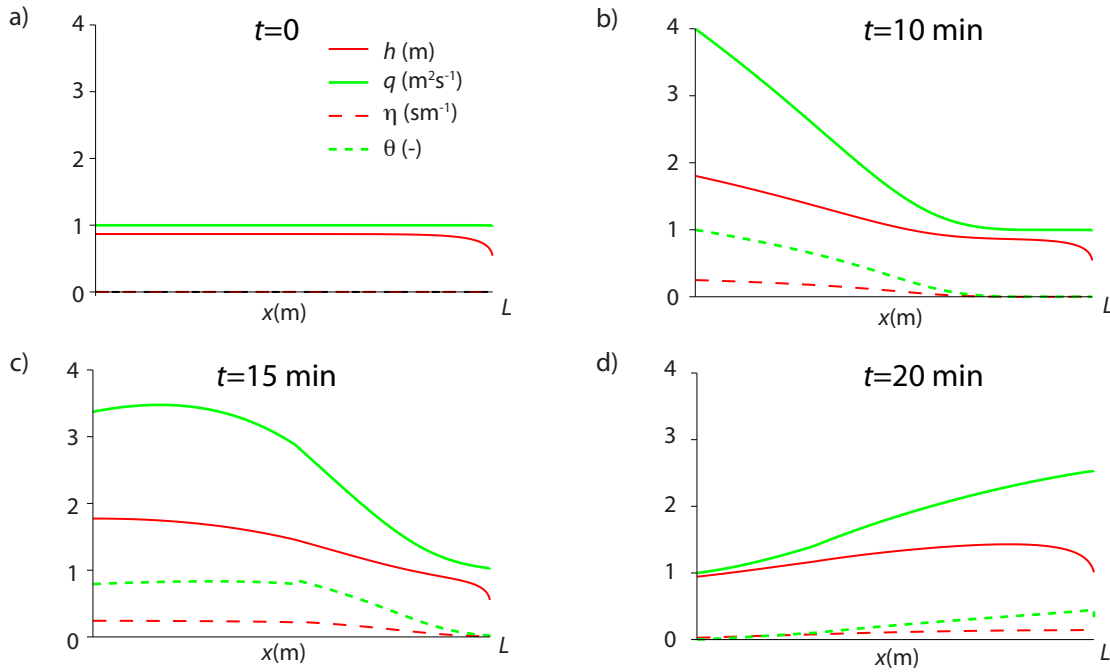 a)
t=0
4
3
2
1
0
h (m)
q (m²s⁻¹)
η (sm⁻¹)
θ (-)
x(m)
L
b)
t=10 min
4
3
2
1
0
x(m)
L
c)
t=15 min
4
3
2
1
0
x(m)
L
d)
t=20 min
4
3
2
1
0
x(m)
L